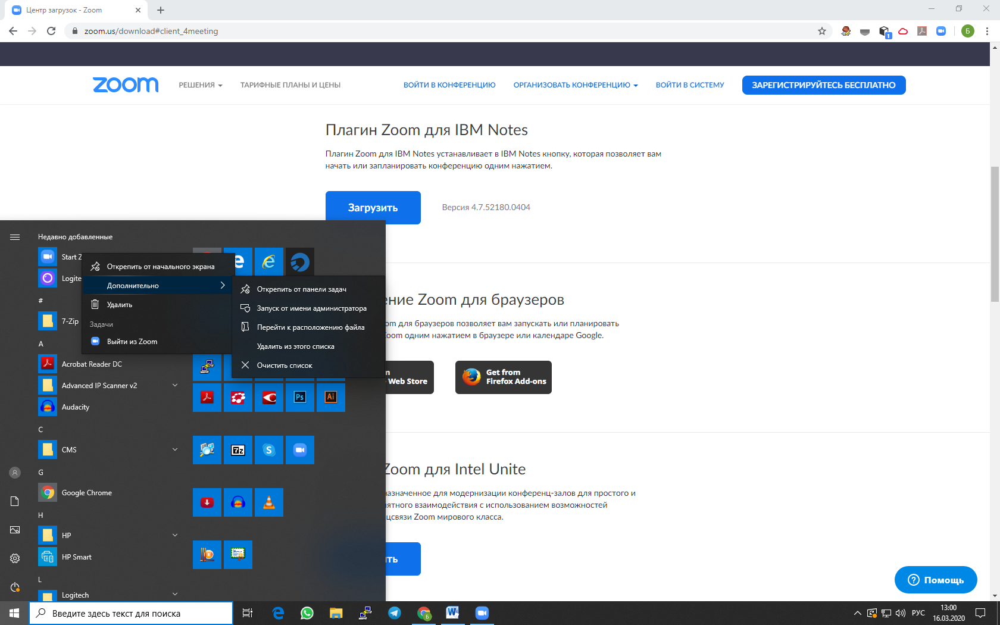 Центр загрузок - Zoom
zoom.us/download#client_4meeting
1
Б
zoom
РЕШЕНИЯ
ТАРИФНЫЕ ПЛАНЫ И ЦЕНЫ
ВОЙТИ В КОНФЕРЕНЦИЮ
ОРГАНИЗОВАТЬ КОНФЕРЕНЦИЮ
ВОЙТИ В СИСТЕМУ
ЗАРЕГИСТРИРУЙТЕСЬ БЕСПЛАТНО
Плагин Zoom для IBM Notes
Плагин Zoom для IBM Notes устанавливает в IBM Notes кнопку, которая позволяет вам
начать или запланировать конференцию одним нажатием.
Загрузить
Версия 4.7.52180.0404
ение Zoom для браузеров
om для браузеров позволяет вам запускать или планировать
Zoom одним нажатием в браузере или календаре Google.
n
Web Store
Get from
Firefox Add-ons
Zoom для Intel Unite
назначенное для модернизации конференц-залов для простого и
иятного взаимодействия с использованием возможностей
цсвязи Zoom мирового класса.
ть
Помощь
Недавно добавленные
Start Z
Logite
#
7-Zip
A
Acrobat Reader DC
Advanced IP Scanner v2
Audacity
C
CMS
G
Google Chrome
H
HP
HP Smart
L
Logitech
Открепить от начального экрана
Дополнительно
Удалить
Задачи
Выйти из Zoom
Открепить от панели задач
Запуск от имени администратора
Перейти к расположению файла
Удалить из этого списка
Очистить список
Ps
Ai
7z
S
Введите здесь текст для поиска
Б
W
РУС
13:00
16.03.2020